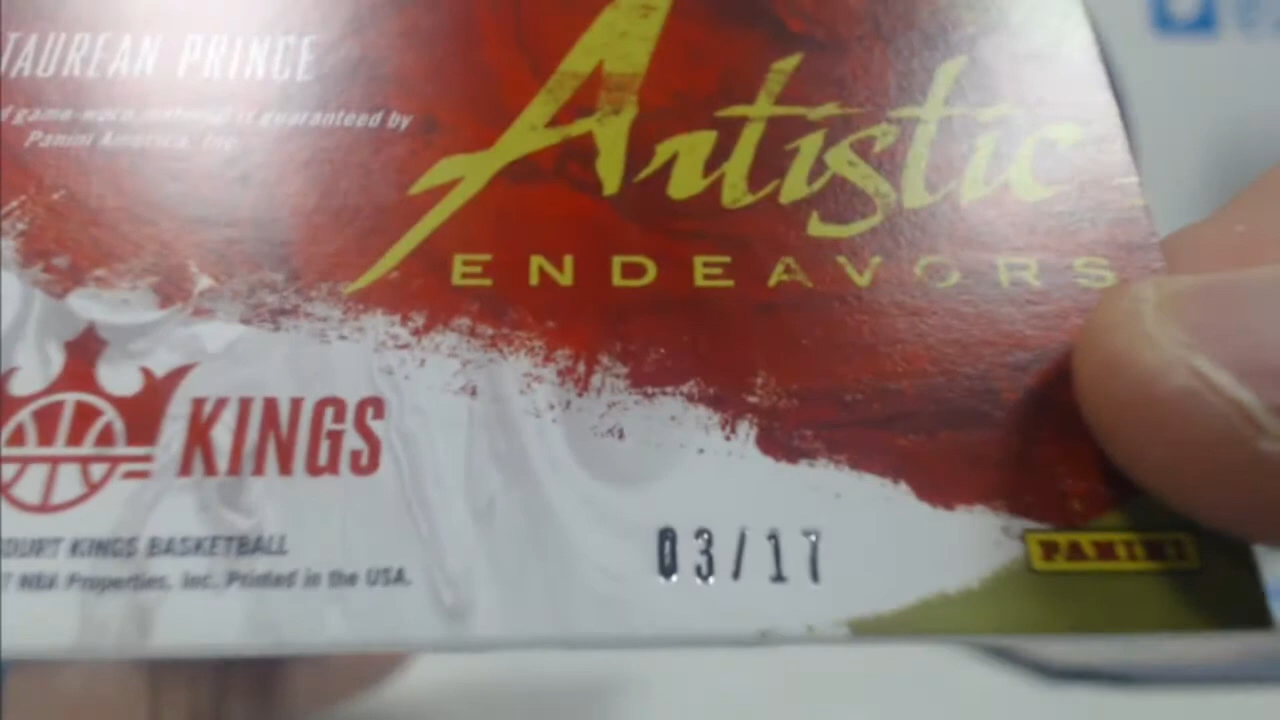 TAUREAN PRINCE
game-worn material is guaranteed by
Panini America, Inc.
Artistic
ENDEAVORS
KINGS
COURT KINGS BASKETBALL
NBA Properties, Inc. Printed in the USA.
03/17
PANINI